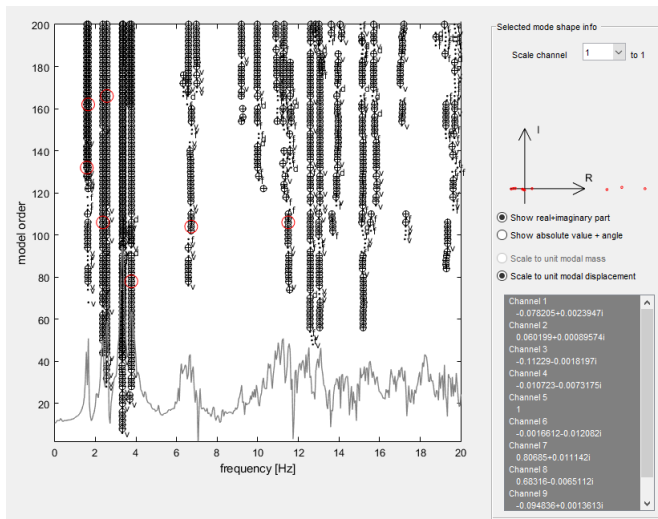 200
180
160
140
120
100
80
60
40
20
model order
0
2
4
6
8
10
12
14
16
18
20
frequency [Hz]
Selected mode shape info
Scale channel
1
to 1
I
R
Show real+imaginary part
Show absolute value + angle
Scale to unit modal mass
Scale to unit modal displacement
Channel 1
-0.078205+0.0023947i
Channel 2
0.060199+0.00089574i
Channel 3
-0.11229-0.0018197i
Channel 4
-0.010723-0.0073175i
Channel 5
1
Channel 6
-0.0016612-0.012082i
Channel 7
0.80685+0.011142i
Channel 8
0.68316-0.0065112i
Channel 9
-0.094836+0.0013613i